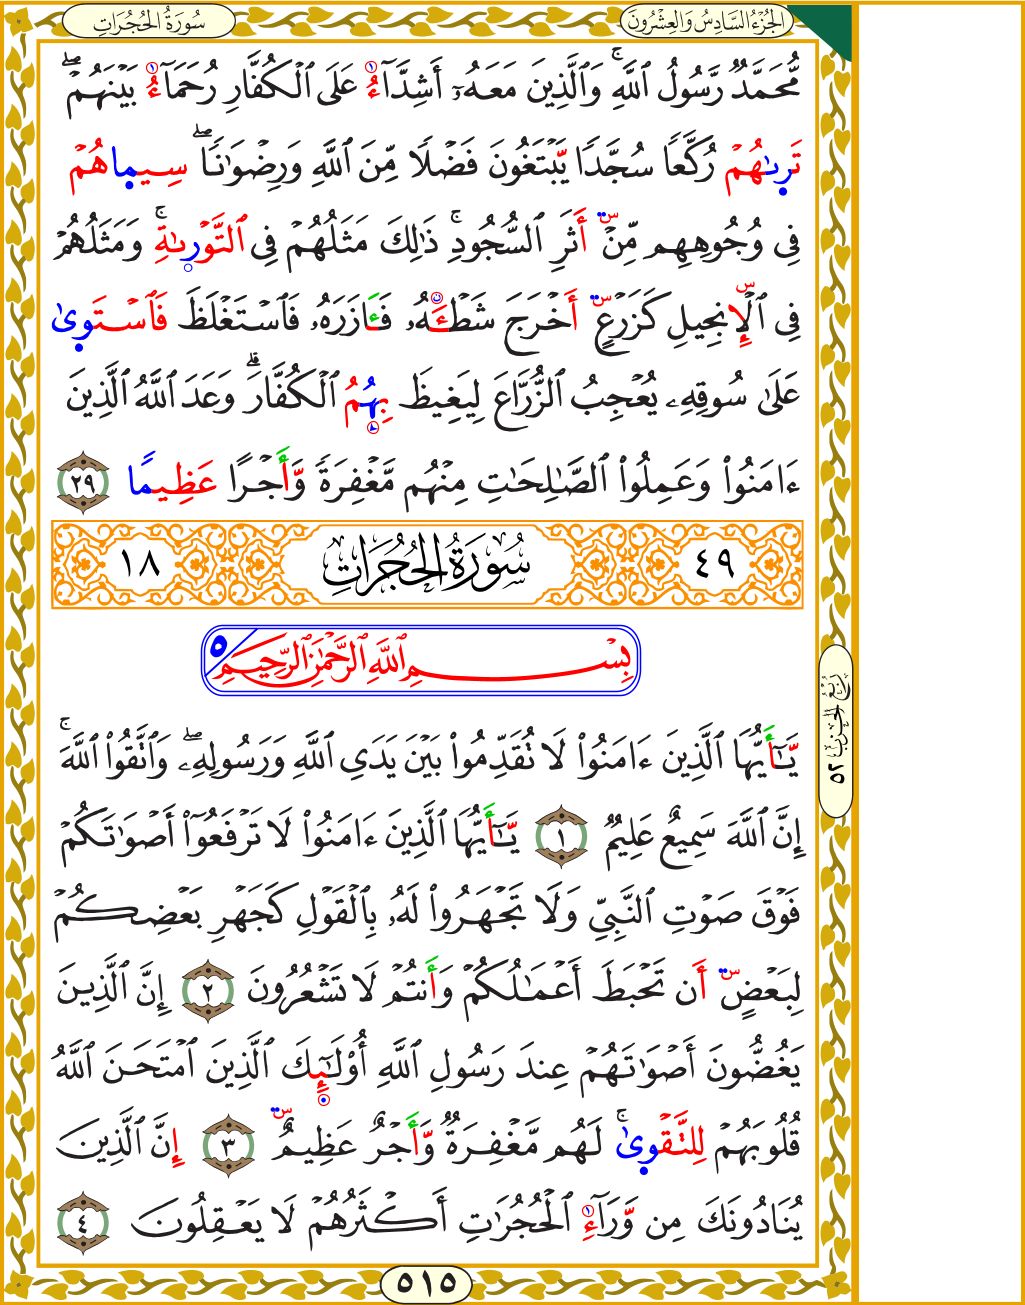 الجُزْءُ السَّادِسُ وَالعِشْرُونَ
سُورَةُ الحُجُرَاتِ
مُّحَمَّدٌ رَّسُولُ ٱللَّهِۚ وَٱلَّذِينَ مَعَهُۥٓ أَشِدَّآءُ عَلَى ٱلۡكُفَّارِ رُحَمَآءُ بَيۡنَهُمۡۖ
تَرىٰهُمۡ رُكَّعٗا سُجَّدٗا يَبۡتَغُونَ فَضۡلٗا مِّنَ ٱللَّهِ وَرِضۡوَٰنٗاۖ سِيمَاهُمۡ
فِي وُجُوهِهِم مِّنۡ أَثَرِ ٱلسُّجُودِۚ ذَٰلِكَ مَثَلُهُمۡ فِي ٱلتَّوۡرىٰةِۚ وَمَثَلُهُمۡ
فِي ٱلۡإِنجِيلِ كَزَرۡعٍ أَخۡرَجَ شَطۡـَٔهُۥ فَـَٔازَرَهُۥ فَٱسۡتَغۡلَظَ فَٱسۡتَوىٰ
عَلَىٰ سُوقِهِۦ يُعۡجِبُ ٱلزُّرَّاعَ لِيَغِيظَ بِهُمُ ٱلۡكُفَّارَۗ وَعَدَ ٱللَّهُ ٱلَّذِينَ
ءَامَنُواْ وَعَمِلُواْ ٱلصَّٰلِحَٰتِ مِنۡهُم مَّغۡفِرَةٗ وَأَجۡرًا عَظِيمٗا ٢٩
٤٩ سُورَةُ الحُجُرَاتِ ١٨
بِسۡمِ ٱللَّهِ ٱلرَّحۡمَٰنِ ٱلرَّحِيمِ ٥
يَٰٓأَيُّهَا ٱلَّذِينَ ءَامَنُواْ لَا تُقَدِّمُواْ بَيۡنَ يَدَيِ ٱللَّهِ وَرَسُولِهِۦۖ وَٱتَّقُواْ ٱللَّهَۚ
إِنَّ ٱللَّهَ سَمِيعٌ عَلِيمٞ ١ يَٰٓأَيُّهَا ٱلَّذِينَ ءَامَنُواْ لَا تَرۡفَعُوٓاْ أَصۡوَٰتَكُمۡ
فَوۡقَ صَوۡتِ ٱلنَّبِيِّ وَلَا تَجۡهَرُواْ لَهُۥ بِٱلۡقَوۡلِ كَجَهۡرِ بَعۡضِكُمۡ
لِبَعۡضٍ أَن تَحۡبَطَ أَعۡمَٰلُكُمۡ وَأَنتُمۡ لَا تَشۡعُرُونَ ٢ إِنَّ ٱلَّذِينَ
يَغُضُّونَ أَصۡوَٰتَهُمۡ عِندَ رَسُولِ ٱللَّهِ أُوْلَٰٓئِكَ ٱلَّذِينَ ٱمۡتَحَنَ ٱللَّهُ
قُلُوبَهُمۡ لِلتَّقۡوىٰۚ لَهُم مَّغۡفِرَةٞ وَأَجۡرٌ عَظِيمٌ ٣ إِنَّ ٱلَّذِينَ
يُنَادُونَكَ مِن وَرَآءِ ٱلۡحُجُرَٰتِ أَكۡثَرُهُمۡ لَا يَعۡقِلُونَ ٤
رُبْعُ الحِزْب ٥٢
٥١٥